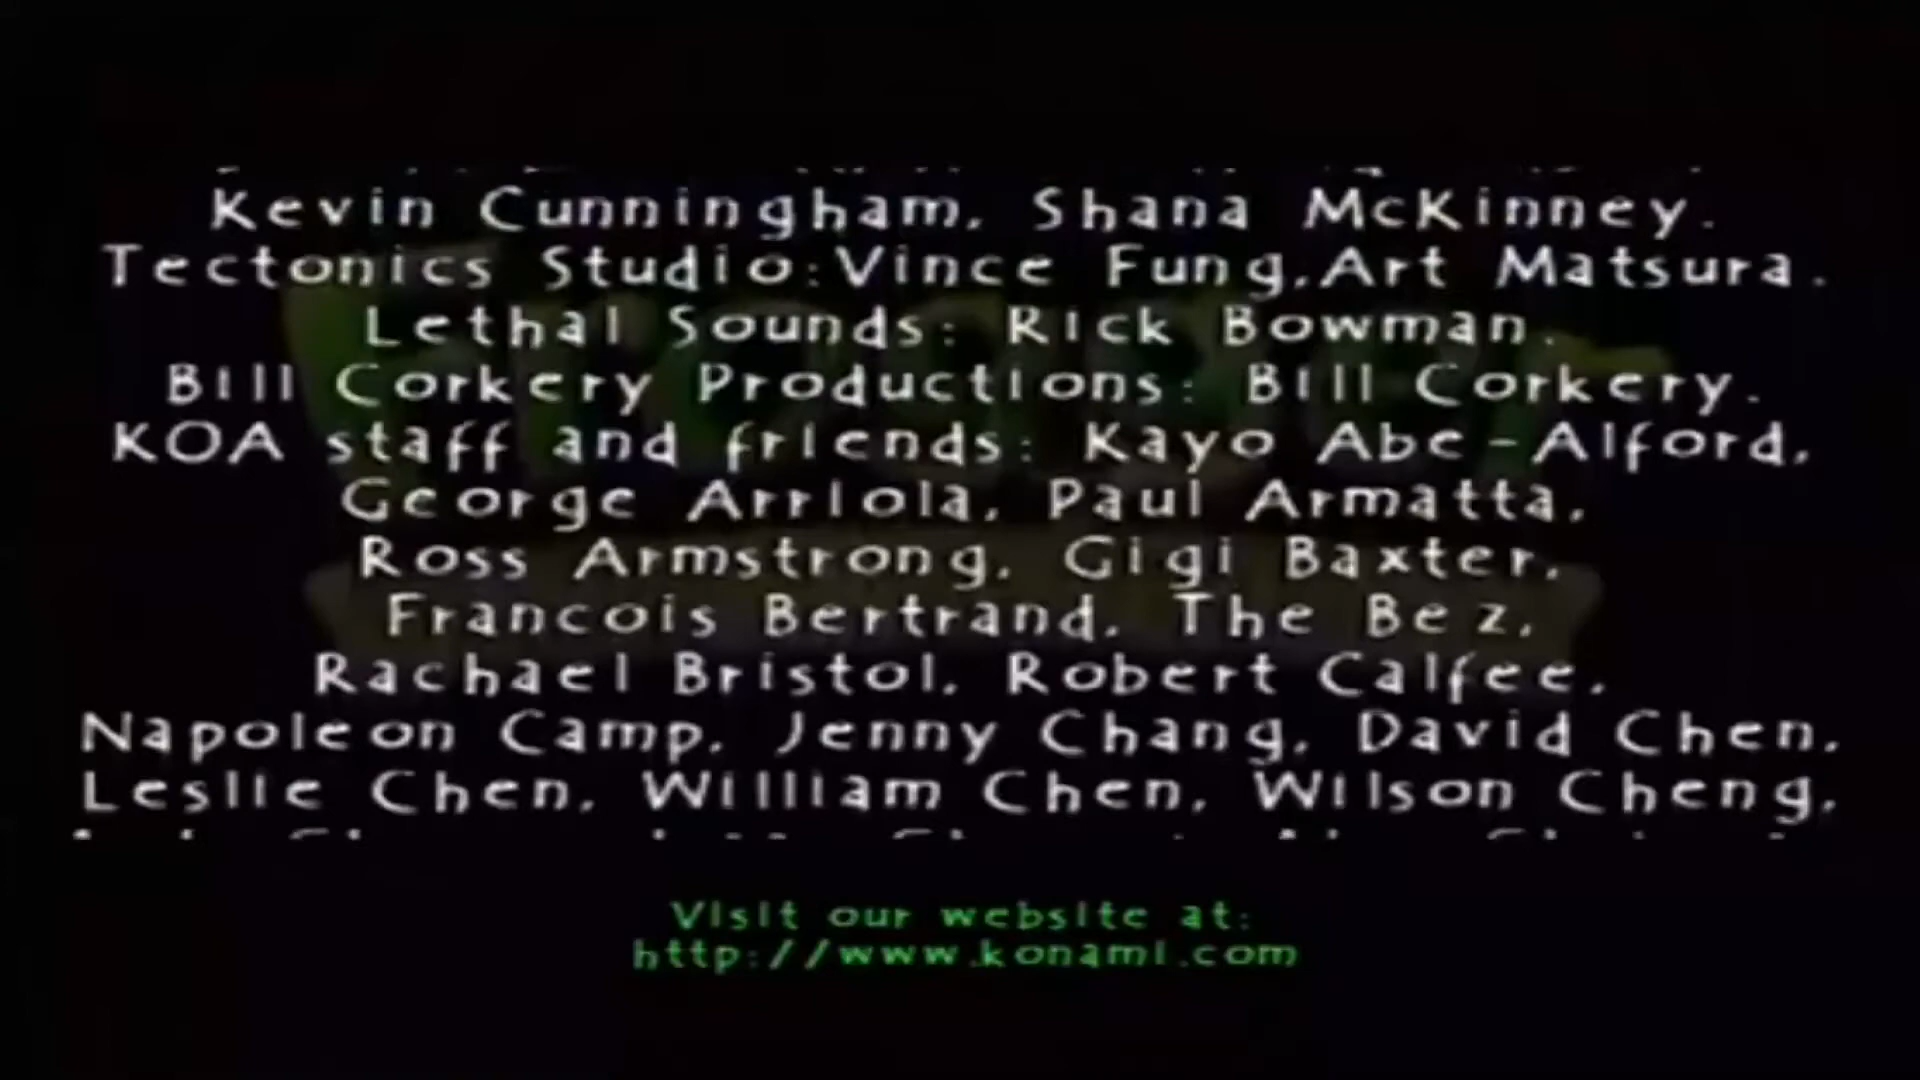 Kevin Cunningham, Shana McKinney.
Tectonics Studio:Vince Fung,Art Matsura.
Lethal Sounds: Rick Bowman.
Bill Corkery Productions: Bill Corkery.
KOA staff and friends: Kayo Abe-Alford,
George Arriola, Paul Armatta,
Ross Armstrong, Gigi Baxter,
Francois Bertrand, The Bez,
Rachael Bristol, Robert Calfee,
Napoleon Camp, Jenny Chang, David Chen,
Leslie Chen, William Chen, Wilson Cheng,
Visit our website at:
http://www.konami.com